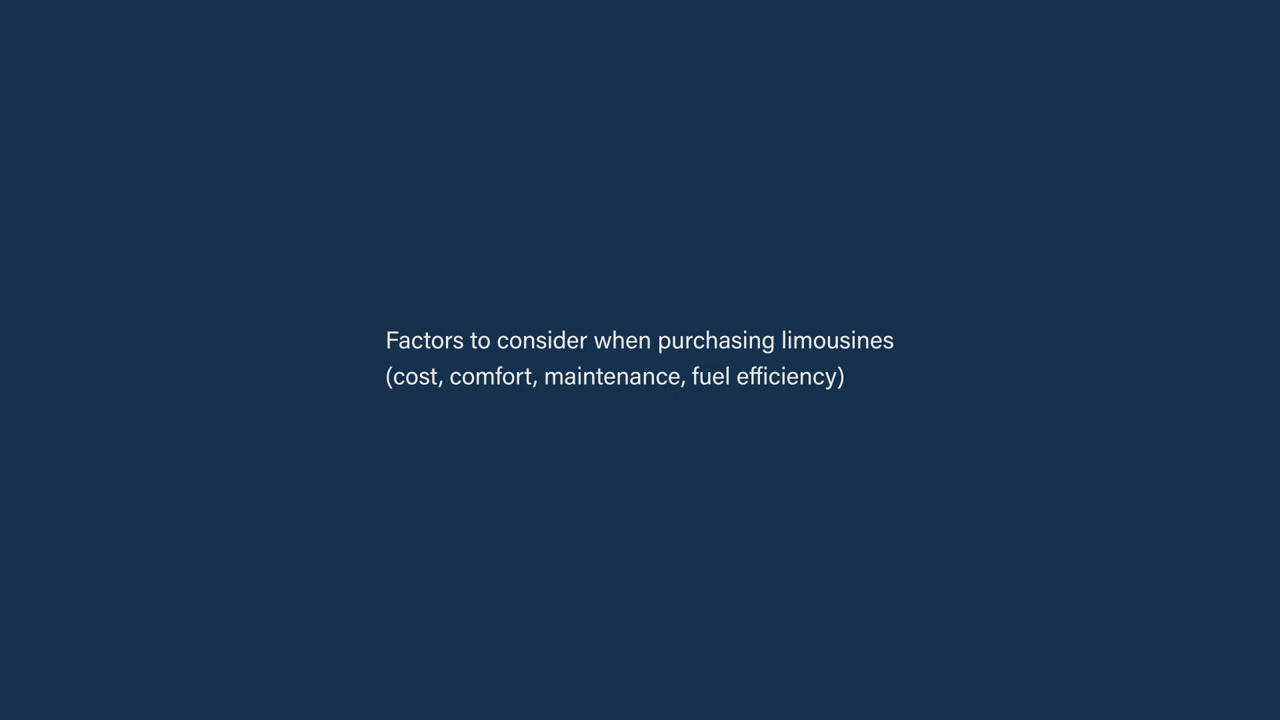 Factors to consider when purchasing limousines
(cost, comfort, maintenance, fuel efficiency)